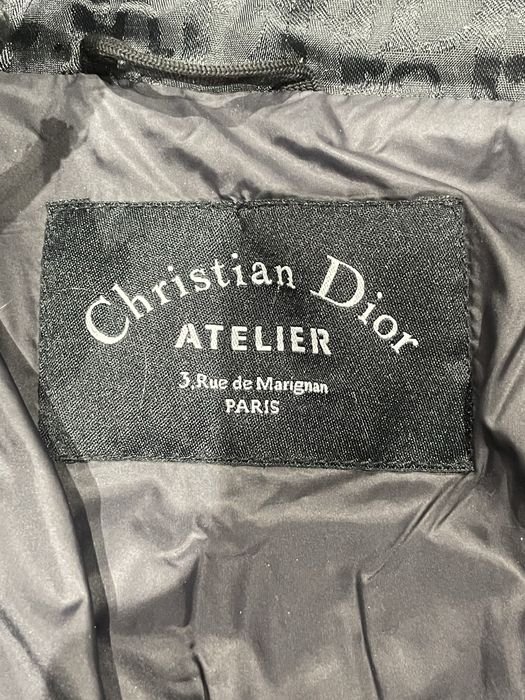 Christian Dior
ATELIER
3.Rue de Marignan
PARIS